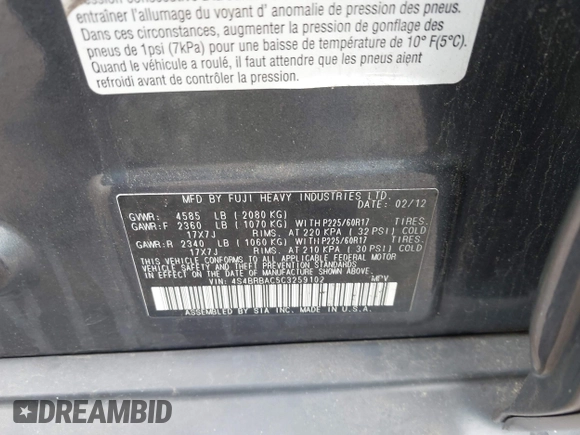 entraîner l'allumage du voyant d' anomalie de pression des pneus.
Dans ces circonstances, augmenter la pression de gonflage des
pneus de 1psi (7kPa) pour une baisse de température de 10° F(5°C).
Quand le véhicule a roulé, il faut que les pneus aient
refroidi avant de contrôler la pression.
MFD BY FUJI HEAVY INDUSTRIES LTD.
DATE: 02/12
GVWR: 4585 LB (2080 KG)
GAWR:F 2360 LB (1070 KG) WITH P225/60R17 TIRES.
17X7J RIMS. AT 220 KPA (32 PSI) COLD
GAWR:R 2340 LB (1060 KG) WITH P225/60R17 TIRES.
17X7J RIMS. AT 210 KPA (30 PSI) COLD
THIS VEHICLE CONFORMS TO ALL APPLICABLE FEDERAL MOTOR
VEHICLE SAFETY AND THEFT PREVENTION STANDARDS IN EFFECT
ON THE DATE OF MANUFACTURE SHOWN ABOVE.
VIN: 4S4BRBAC5C3259102 MPV
ASSEMBLED BY SIA INC. MADE IN U.S.A.
DREAMBID